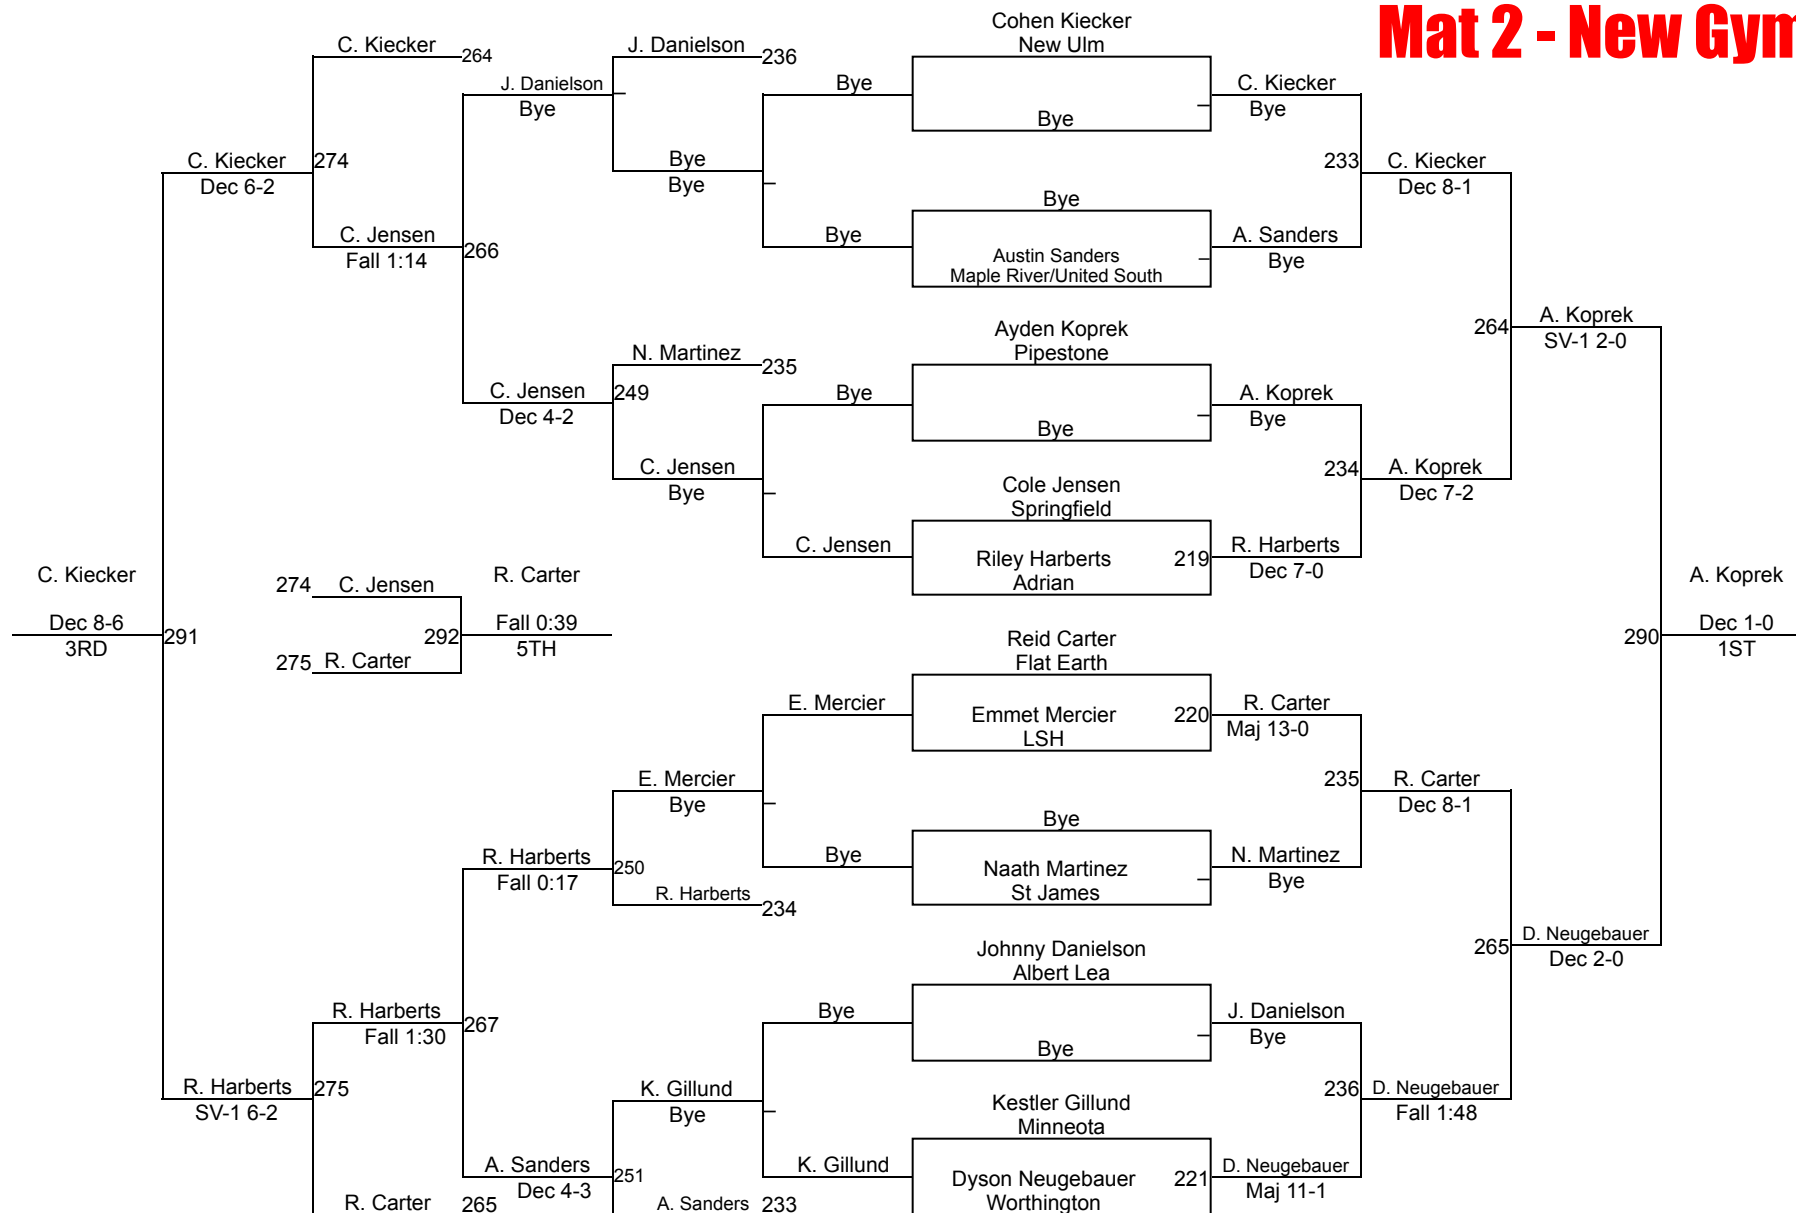 Mat 2 - New Gym
Cohen Kiecker
New Ulm
C. Kiecker
264
J. Danielson
236
J. Danielson
Bye
Bye
Bye
C. Kiecker
Bye
C. Kiecker
Dec 6-2
274
Bye
Bye
233
C. Kiecker
Dec 8-1
Bye
C. Jensen
Fall 1:14
266
Bye
Austin Sanders
Maple River/United South
A. Sanders
Bye
Ayden Koprek
Pipestone
264
A. Koprek
SV-1 2-0
N. Martinez
235
C. Jensen
Dec 4-2
249
Bye
Bye
A. Koprek
Bye
C. Jensen
Bye
Cole Jensen
Springfield
234
A. Koprek
Dec 7-2
C. Jensen
Riley Harberts
Adrian
219
R. Harberts
Dec 7-0
C. Kiecker
Dec 8-6
3RD
291
274
C. Jensen
275
R. Carter
292
R. Carter
Fall 0:39
5TH
A. Koprek
Dec 1-0
1ST
290
Reid Carter
Flat Earth
E. Mercier
Emmet Mercier
LSH
220
R. Carter
Maj 13-0
E. Mercier
Bye
235
R. Carter
Dec 8-1
Bye
R. Harberts
Fall 0:17
250
Bye
Naath Martinez
St James
N. Martinez
Bye
R. Harberts
234
Johnny Danielson
Albert Lea
265
D. Neugebauer
Dec 2-0
R. Harberts
Fall 1:30
267
Bye
Bye
J. Danielson
Bye
R. Harberts
SV-1 6-2
275
K. Gillund
Bye
Kestler Gillund
Minneota
236
D. Neugebauer
Fall 1:48
A. Sanders
Dec 4-3
251
K. Gillund
Dyson Neugebauer
Worthington
221
D. Neugebauer
Maj 11-1
R. Carter
265
A. Sanders
233